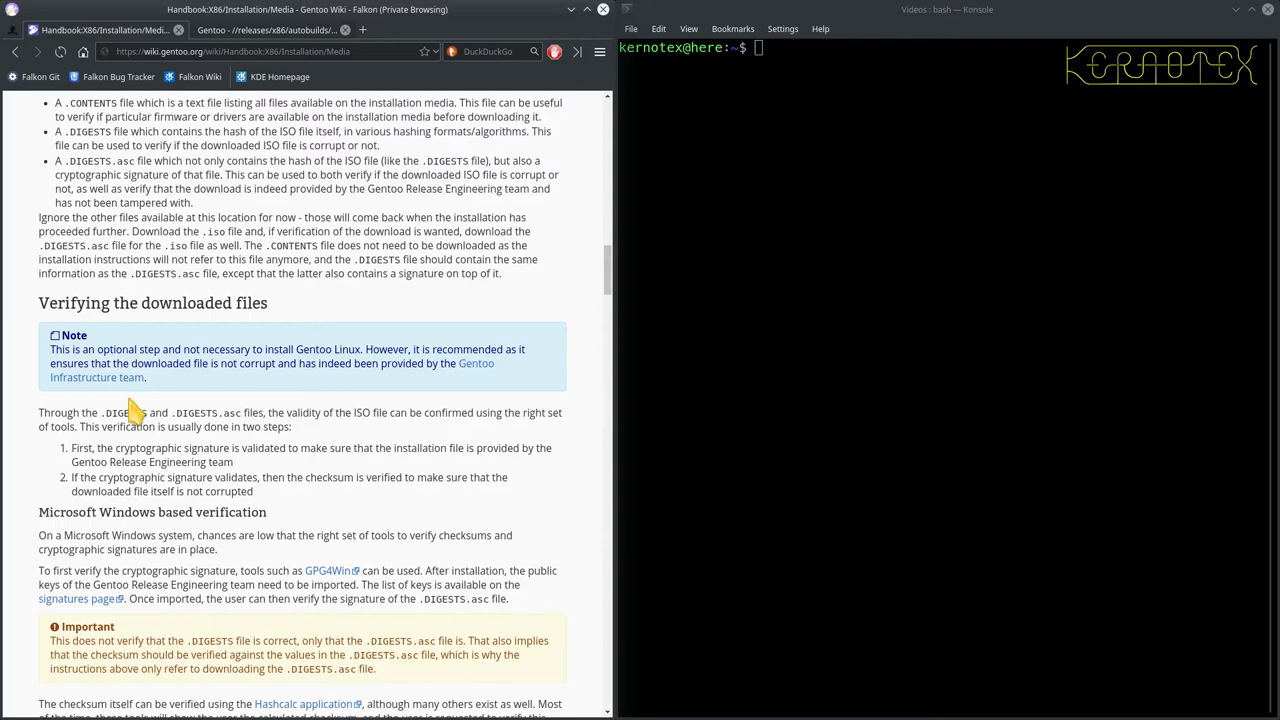 Handbook:X86/Installation/Media - Gentoo Wiki - Falkon (Private Browsing)
Handbook:X86/Installation/Medi...
Gentoo - //releases/x86/autobuilds/...
https://wiki.gentoo.org/wiki/Handbook:X86/Installation/Media
DuckDuckGo
Falkon Git
Falkon Bug Tracker
Falkon Wiki
KDE Homepage
A .CONTENTS file which is a text file listing all files available on the installation media. This file can be useful
to verify if particular firmware or drivers are available on the installation media before downloading it.
A .DIGESTS file which contains the hash of the ISO file itself, in various hashing formats/algorithms. This
file can be used to verify if the downloaded ISO file is corrupt or not.
A .DIGESTS.asc file which not only contains the hash of the ISO file (like the .DIGESTS file), but also a
cryptographic signature of that file. This can be used to both verify if the downloaded ISO file is corrupt or
not, as well as verify that the download is indeed provided by the Gentoo Release Engineering team and
has not been tampered with.
Ignore the other files available at this location for now - those will come back when the installation has
proceeded further. Download the .iso file and, if verification of the download is wanted, download the
.DIGESTS.asc file for the .iso file as well. The .CONTENTS file does not need to be downloaded as the
installation instructions will not refer to this file anymore, and the .DIGESTS file should contain the same
information as the .DIGESTS.asc file, except that the latter also contains a signature on top of it.
Verifying the downloaded files
Note
This is an optional step and not necessary to install Gentoo Linux. However, it is recommended as it
ensures that the downloaded file is not corrupt and has indeed been provided by the Gentoo
Infrastructure team.
Through the .DIGESTS and .DIGESTS.asc files, the validity of the ISO file can be confirmed using the right set
of tools. This verification is usually done in two steps:
1. First, the cryptographic signature is validated to make sure that the installation file is provided by the
Gentoo Release Engineering team
2. If the cryptographic signature validates, then the checksum is verified to make sure that the
downloaded file itself is not corrupted
Microsoft Windows based verification
On a Microsoft Windows system, chances are low that the right set of tools to verify checksums and
cryptographic signatures are in place.
To first verify the cryptographic signature, tools such as GPG4Win can be used. After installation, the public
keys of the Gentoo Release Engineering team need to be imported. The list of keys is available on the
signatures page. Once imported, the user can then verify the signature of the .DIGESTS.asc file.
Important
This does not verify that the .DIGESTS file is correct, only that the .DIGESTS.asc file is. That also implies
that the checksum should be verified against the values in the .DIGESTS.asc file, which is why the
instructions above only refer to downloading the .DIGESTS.asc file.
The checksum itself can be verified using the Hashcalc application, although many others exist as well. Most
of the time, these tools will show the user the calculated checksum, and the user is requested to verify this
Videos : bash — Konsole
File Edit View Bookmarks Settings Help
kernotex@here:~$
KERNOTEX